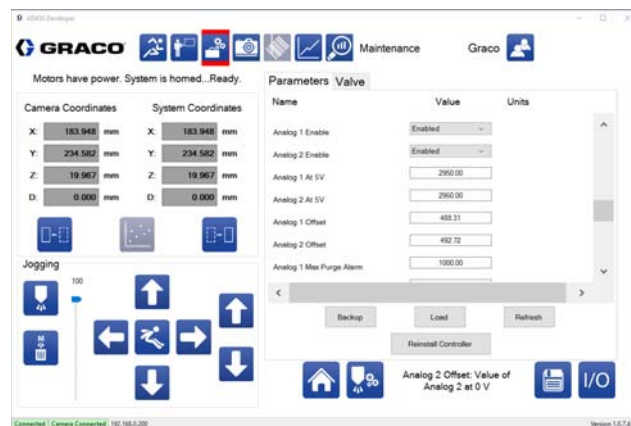 AD450 Developer
GRACO
Maintenance
Graco
Motors have power. System is homed...Ready.
Camera Coordinates
System Coordinates
X: 183.948 mm X: 183.948 mm
Y: 234.582 mm Y: 234.582 mm
Z: 19.967 mm Z: 19.967 mm
D: 0.000 mm D: 0.000 mm
Jogging
100
Parameters Valve
Name Value Units
Analog 1 Enable Enabled
Analog 2 Enable Enabled
Analog 1 At 5V 2950.00
Analog 2 At 5V 2960.00
Analog 1 Offset 488.31
Analog 2 Offset 492.72
Analog 1 Max Purge Alarm 1000.00
Backup Load Refresh
Reinstall Controller
Analog 2 Offset: Value of
Analog 2 at 0 V
I/O
Connected Camera Connected 192.168.0.200 Version 1.0.7.4